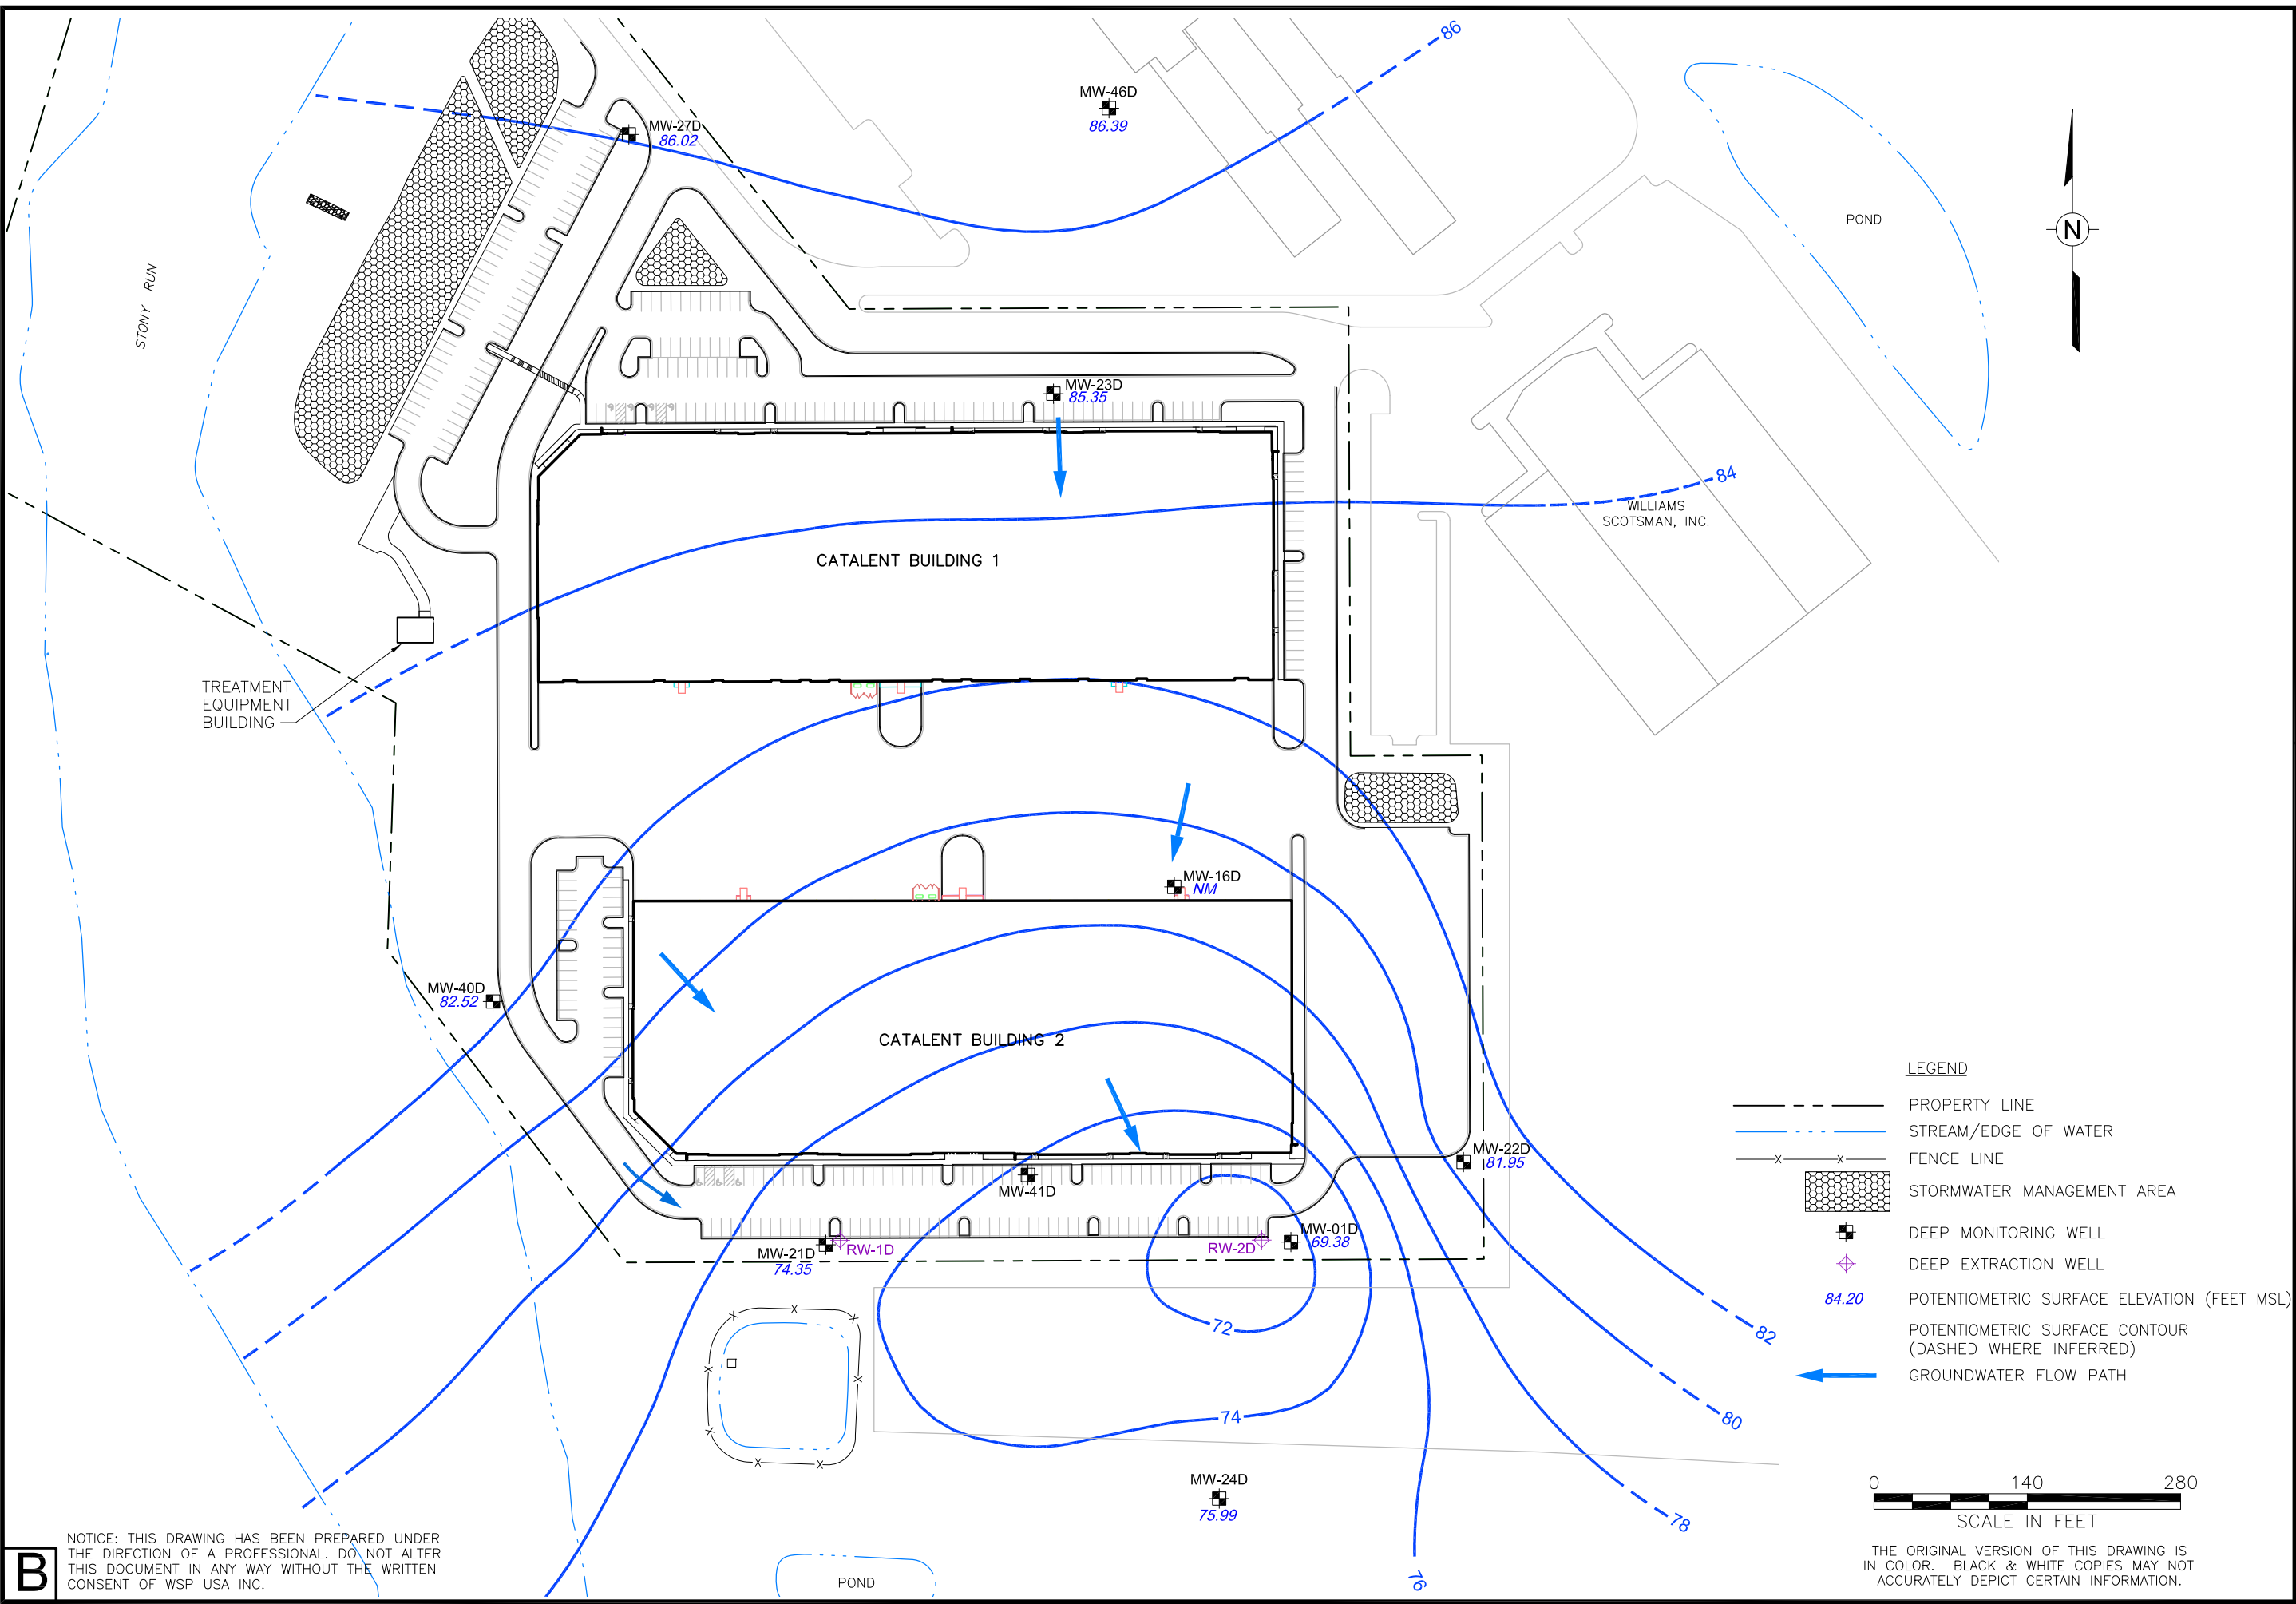 86
MW-46D
86.39
MW-27D
86.02
POND
N
STONY RUN
MW-23D
85.35
84
WILLIAMS
SCOTSMAN, INC.
CATALENT BUILDING 1
TREATMENT
EQUIPMENT
BUILDING
MW-16D
NM
MW-40D
82.52
CATALENT BUILDING 2
MW-22D
81.95
MW-41D
MW-21D
74.35
RW-1D
RW-2D
MW-01D
69.38
72
74
82
80
78
76
MW-24D
75.99
POND
LEGEND
PROPERTY LINE
STREAM/EDGE OF WATER
FENCE LINE
STORMWATER MANAGEMENT AREA
DEEP MONITORING WELL
DEEP EXTRACTION WELL
84.20 POTENTIOMETRIC SURFACE ELEVATION (FEET MSL)
POTENTIOMETRIC SURFACE CONTOUR
(DASHED WHERE INFERRED)
GROUNDWATER FLOW PATH
0 140 280
SCALE IN FEET
THE ORIGINAL VERSION OF THIS DRAWING IS
IN COLOR. BLACK & WHITE COPIES MAY NOT
ACCURATELY DEPICT CERTAIN INFORMATION.
B
NOTICE: THIS DRAWING HAS BEEN PREPARED UNDER
THE DIRECTION OF A PROFESSIONAL. DO NOT ALTER
THIS DOCUMENT IN ANY WAY WITHOUT THE WRITTEN
CONSENT OF WSP USA INC.